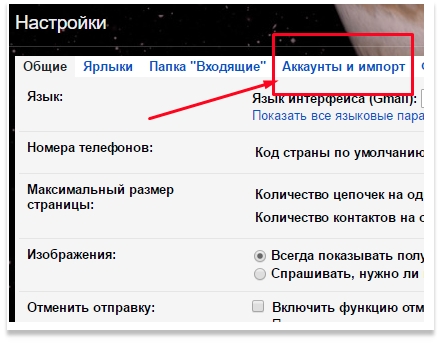 Настройки
Общие Ярлыки Папка "Входящие" Аккаунты и импорт
Язык: Язык интерфейса (Gmail):
Показать все языковые пара
Номера телефонов: Код страны по умолчанию
Максимальный размер страницы: Количество цепочек на од
Количество контактов на с
Изображения: Всегда показывать полу
Спрашивать, нужно ли
Отменить отправку: Включить функцию отм